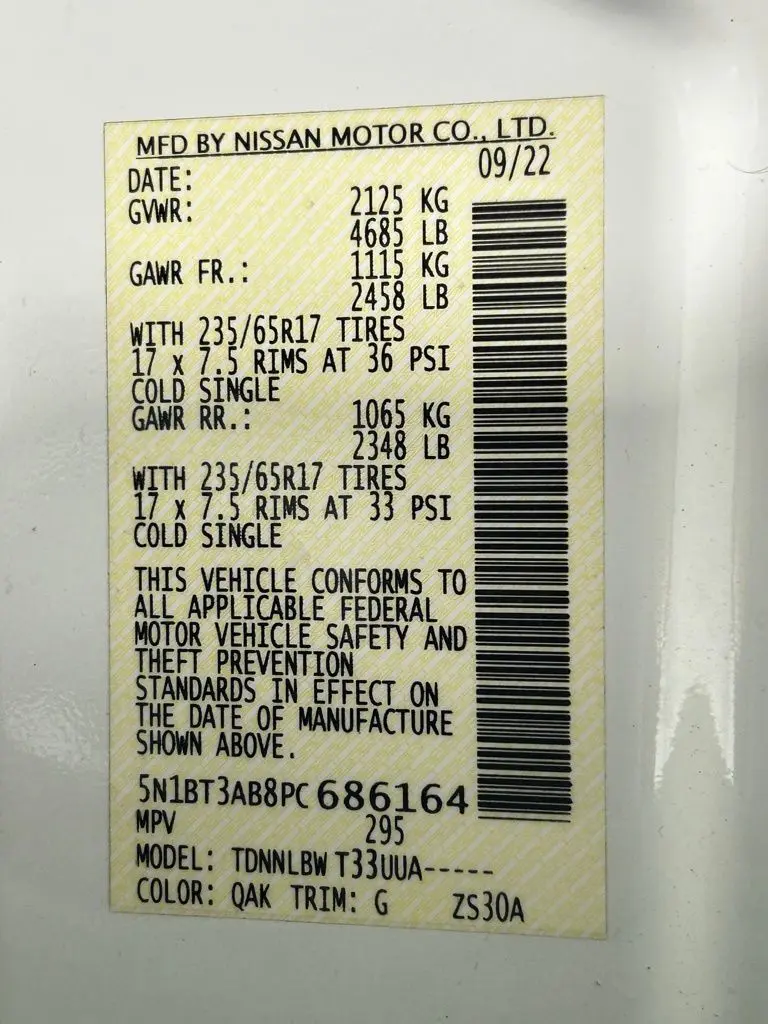 MFD BY NISSAN MOTOR CO., LTD.
DATE: 09/22
GVWR: 2125 KG
4685 LB
GAWR FR.: 1115 KG
2458 LB
WITH 235/65R17 TIRES
17 x 7.5 RIMS AT 36 PSI
COLD SINGLE
GAWR RR.: 1065 KG
2348 LB
WITH 235/65R17 TIRES
17 x 7.5 RIMS AT 33 PSI
COLD SINGLE
THIS VEHICLE CONFORMS TO
ALL APPLICABLE FEDERAL
MOTOR VEHICLE SAFETY AND
THEFT PREVENTION
STANDARDS IN EFFECT ON
THE DATE OF MANUFACTURE
SHOWN ABOVE.
5N1BT3AB8PC 686164
MPV 295
MODEL: TDNNLBW T33UUA-----
COLOR: QAK TRIM: G ZS30A